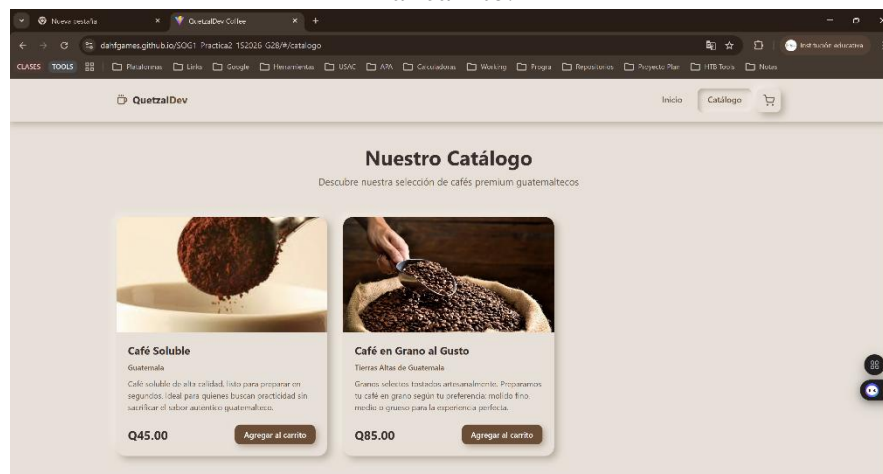 Nueva pestaña
QuetzalDev Coffee
dahfgames.github.io/SOG1_Practica2_1S2026_G28/#/catalogo
Institución educativa
CLASES TOOLS Plataformas Links Google Herramientas USAC APA Calculadoras Working Progra Repositorios Proyecto Plan HTB Tools Notas
QuetzalDev
Inicio Catálogo
Nuestro Catálogo
Descubre nuestra selección de cafés premium guatemaltecos
Café Soluble
Guatemala
Café soluble de alta calidad, listo para preparar en
segundos. Ideal para quienes buscan practicidad sin
sacrificar el sabor auténtico guatemalteco.
Q45.00 Agregar al carrito
Café en Grano al Gusto
Tierras Altas de Guatemala
Granos selectos tostados artesanalmente. Preparamos
tu café en grano según tu preferencia: molido fino,
medio o grueso para la experiencia perfecta.
Q85.00 Agregar al carrito